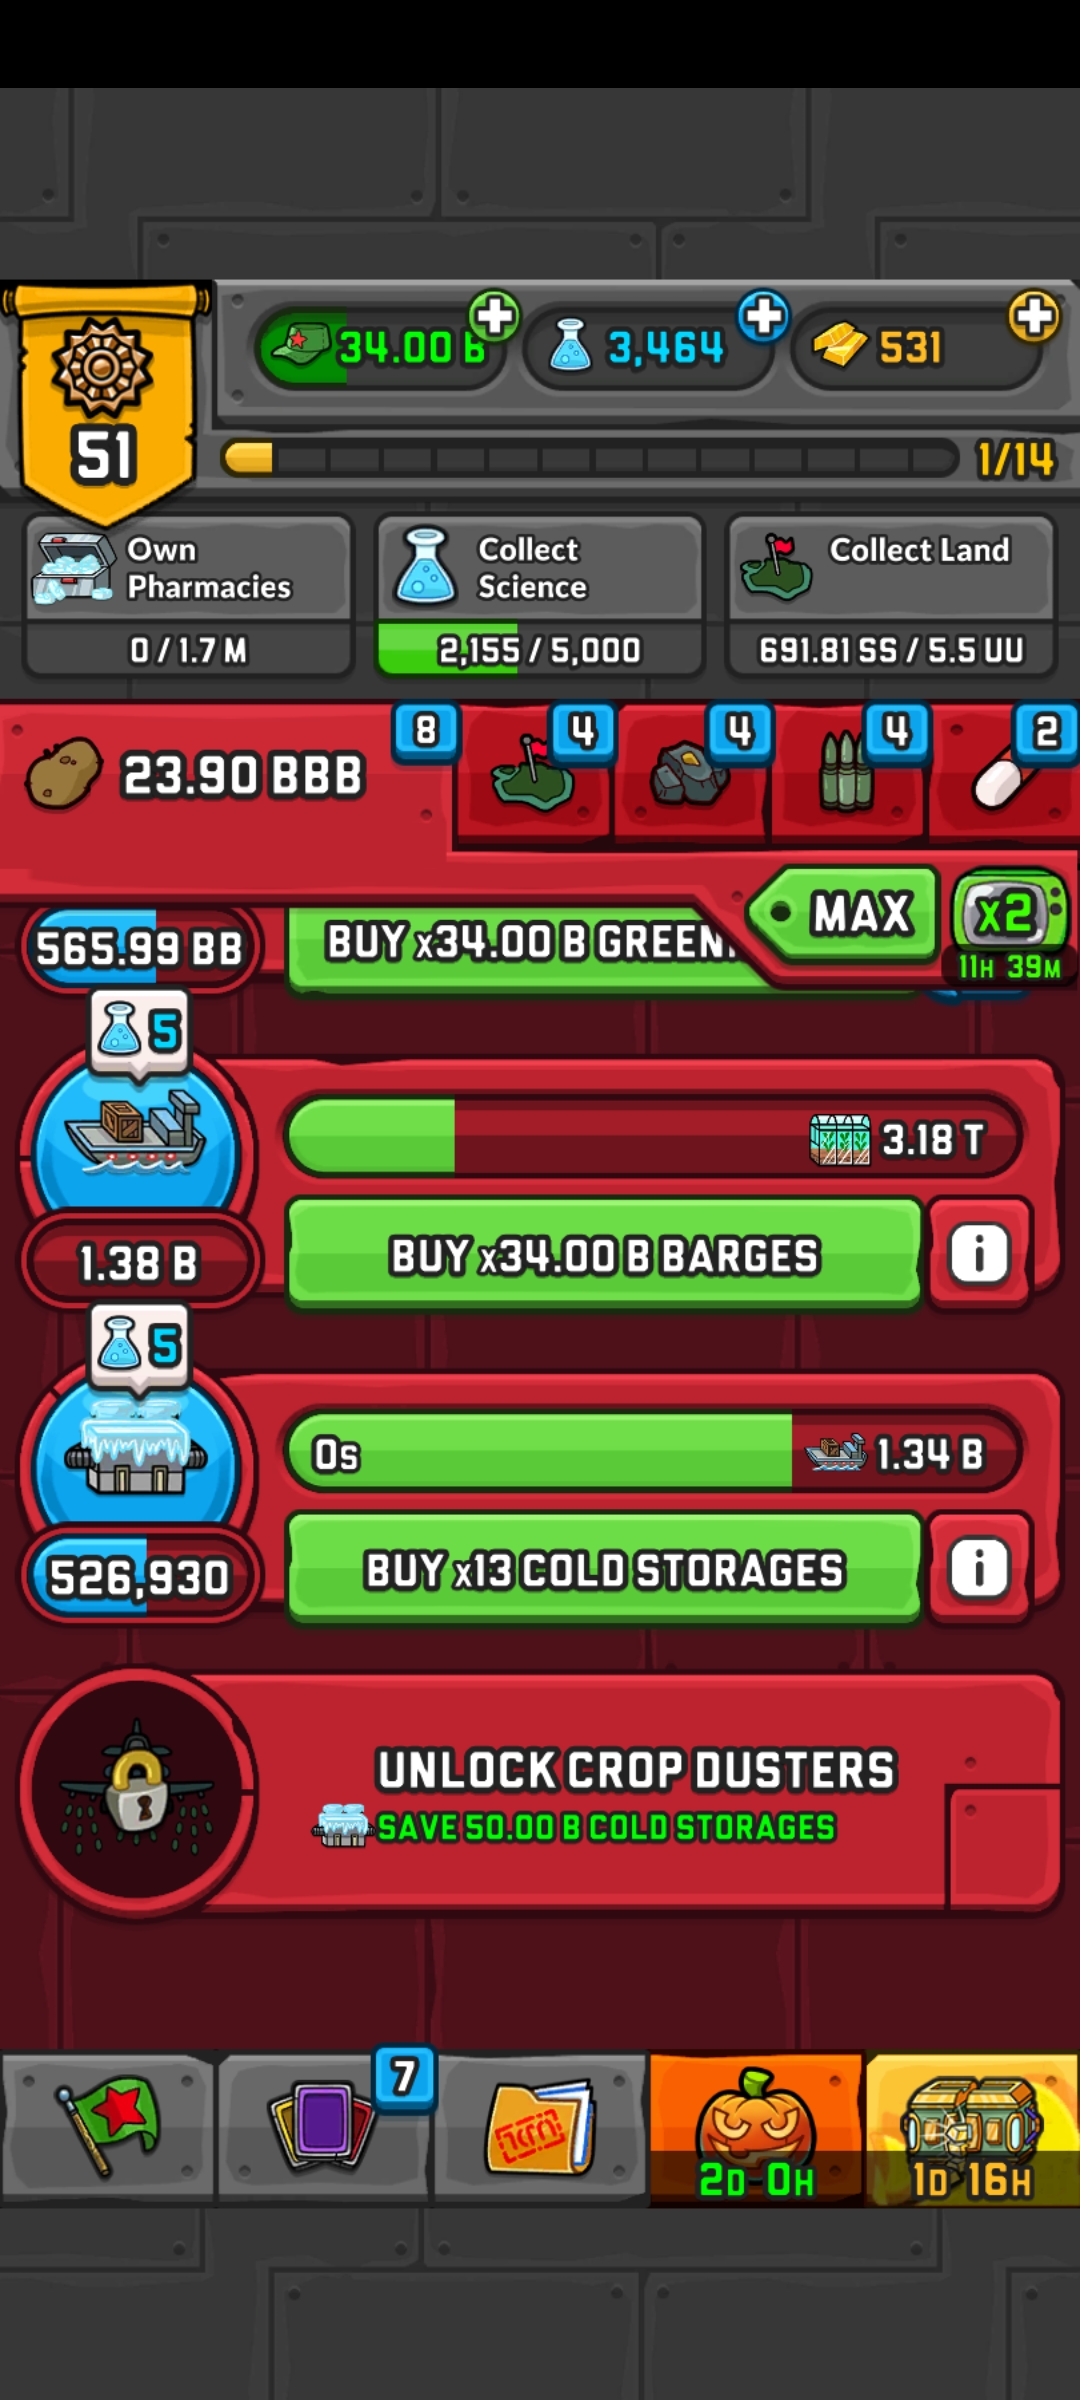 34.00 B
3,464
531
51
1/14
Own
Pharmacies
Collect
Science
Collect Land
0 / 1.7 M
2,155 / 5,000
691.81 SS / 5.5 UU
23.90 BBB
8
4
4
4
2
MAX
x2
11H 39M
565.99 BB
BUY x34.00 B GREEN
5
3.18 T
1.38 B
BUY x34.00 B BARGES
i
5
0s
1.34 B
526,930
BUY x13 COLD STORAGES
i
UNLOCK CROP DUSTERS
SAVE 50.00 B COLD STORAGES
7
2D 0H
1D 16H